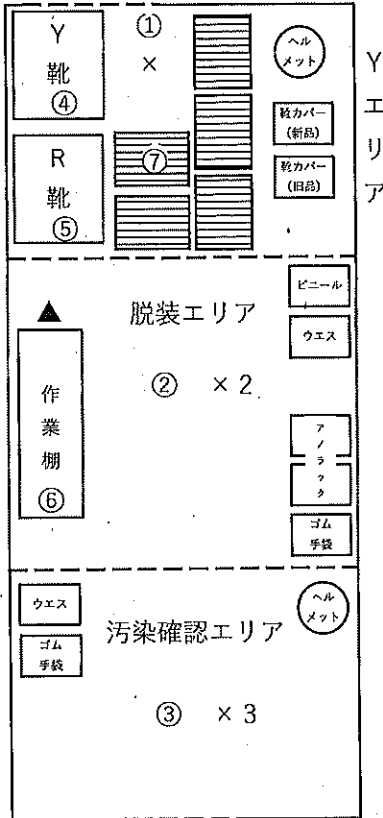 Y
靴
④
①
×
ヘル
メット
靴カバー
(新品)
靴カバー
(旧品)
R
靴
⑤
⑦
Yエリア
脱装エリア
② ×2
▲
作業棚
⑥
ビニール
ウエス
アノラック
ゴム
手袋
汚染確認エリア
ウエス
ゴム
手袋
ヘル
メット
③ ×3